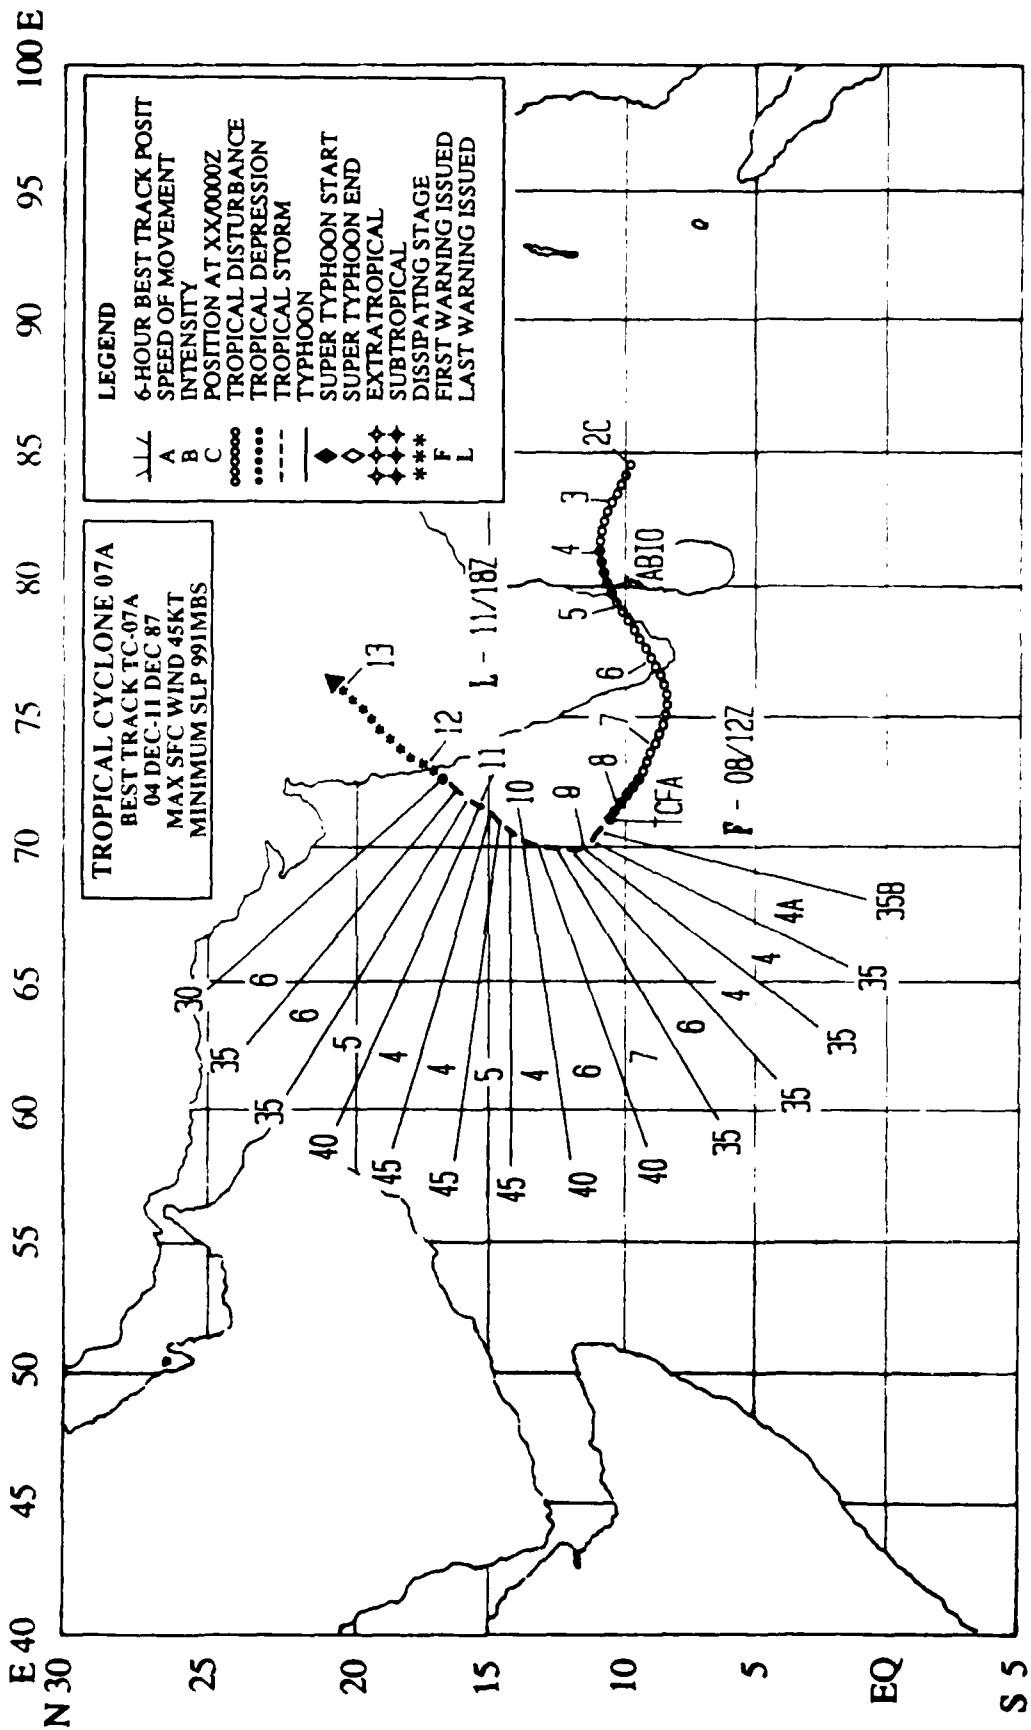 TROPICAL CYCLONE 07A
BEST TRACK TC-07A
04 DEC-11 DEC 87
MAX SFC WIND 45KT
MINIMUM SLP 991MBS
LEGEND
6-HOUR BEST TRACK POSIT
A SPEED OF MOVEMENT
B INTENSITY
C POSITION AT XX/0000Z
TROPICAL DISTURBANCE
TROPICAL DEPRESSION
TROPICAL STORM
TYPHOON
SUPER TYPHOON START
SUPER TYPHOON END
EXTRATROPICAL
SUBTROPICAL
*** DISSIPATING STAGE
F FIRST WARNING ISSUED
L LAST WARNING ISSUED
E 40 45 50 55 60 65 70 75 80 85 90 95 100 E
N 30
25
20
15
10
5
EQ
S 5
13
12
11
10
9
8
7
6
5
4
3
2C
L - 11/18Z
F - 08/12Z
TCFA
ABIO
30
35
35
40
45
45
45
40
40
35
35
35
35
35B
6
6
5
4
4
5
4
6
7
6
4
4
4A